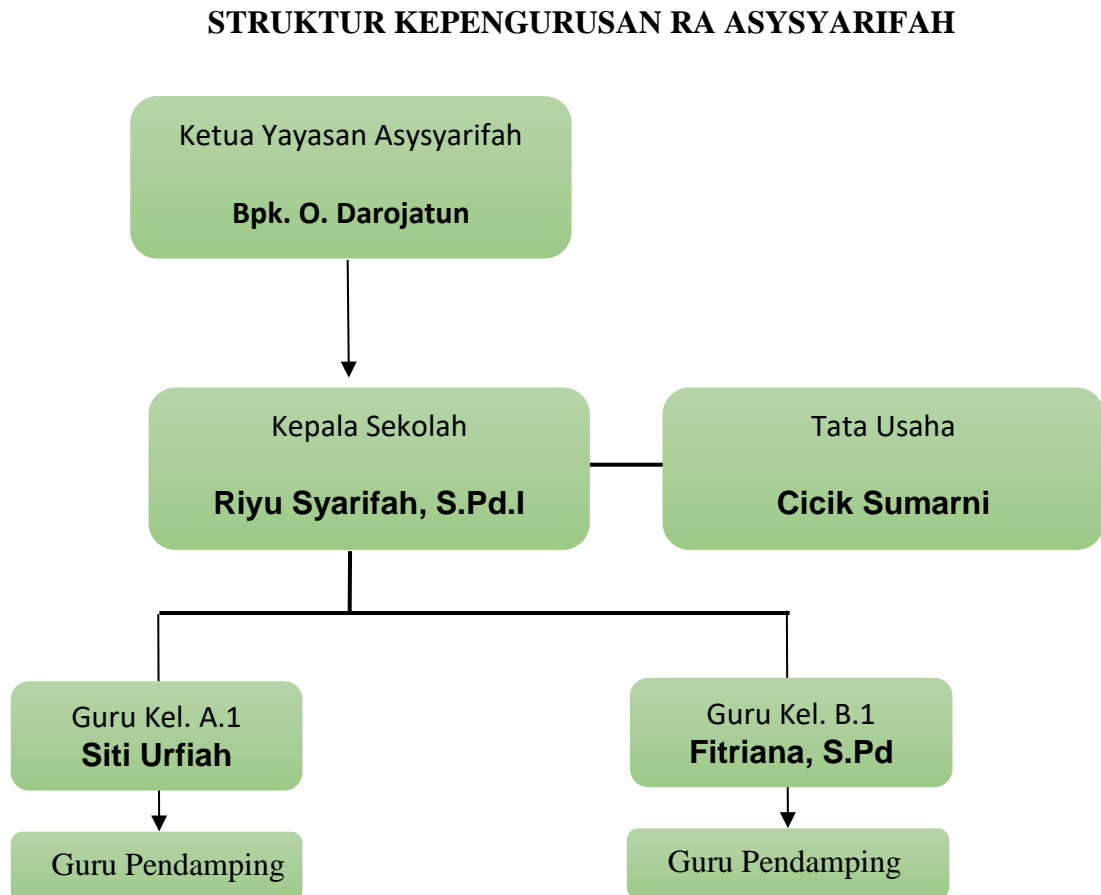 STRUKTUR KEPENGURUSAN RA ASYSYARIFAH
Ketua Yayasan Asysyarifah
Bpk. O. Darojatun
Kepala Sekolah
Riyu Syarifah, S.Pd.I
Tata Usaha
Cicik Sumarni
Guru Kel. A.1
Siti Urfiah
Guru Kel. B.1
Fitriana, S.Pd
Guru Pendamping
Guru Pendamping